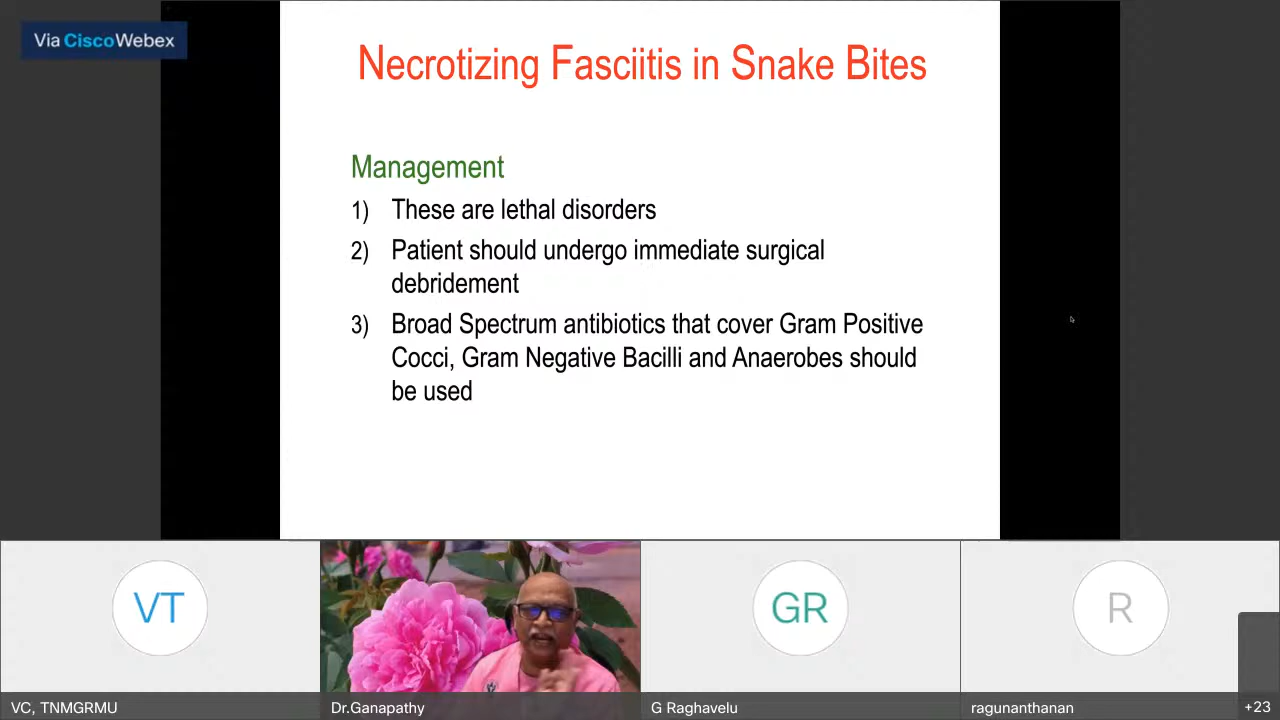 Via Cisco Webex
Necrotizing Fasciitis in Snake Bites
Management
1) These are lethal disorders
2) Patient should undergo immediate surgical
debridement
3) Broad Spectrum antibiotics that cover Gram Positive
Cocci, Gram Negative Bacilli and Anaerobes should
be used
VT
GR
R
VC, TNMGRMU
Dr.Ganapathy
G Raghavelu
ragunanthanan
+23